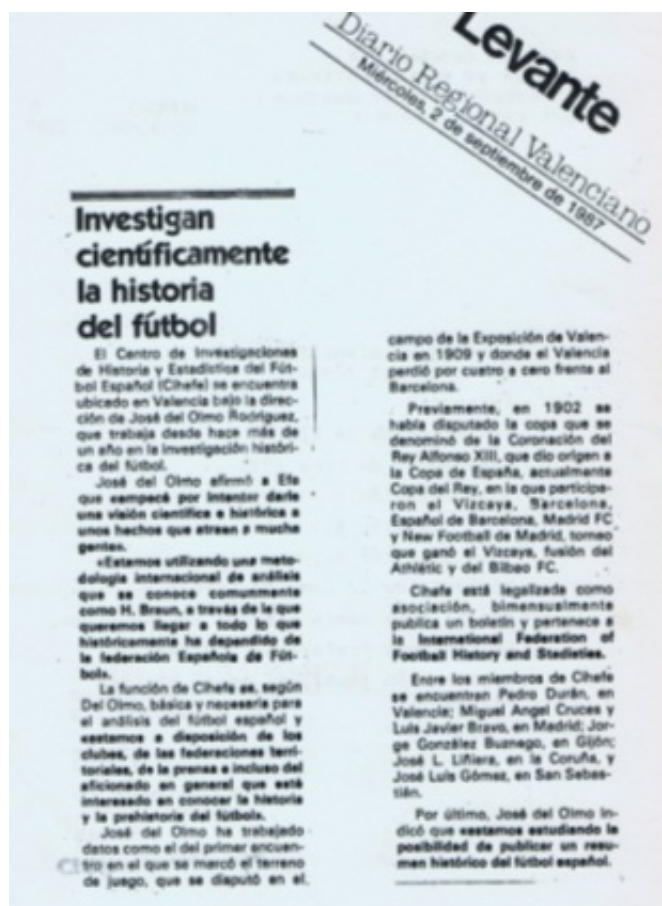 Levante
Diario Regional Valenciano
Miércoles, 2 de septiembre de 1987
Investigan
científicamente
la historia
del fútbol
El Centro de Investigaciones
de Historia y Estadística del Fút-
bol Español (Cihefe) se encuentra
ubicado en Valencia bajo la direc-
ción de José del Olmo Rodríguez,
que trabaja desde hace más de
un año en la investigación históri-
ca del fútbol.
José del Olmo afirmó a Efe
que «empecé por intentar darle
una visión científica e histórica a
unos hechos que atraen a mucha
gente».
«Estamos utilizando una meto-
dología internacional de análisis
que se conoce comunmente
como H. Braun, a través de la que
queremos llegar a todo lo que
históricamente ha dependido de
la federación Española de Fút-
bol».
La función de Cihefe es, según
Del Olmo, básica y necesaria para
el análisis del fútbol español y
«estamos a disposición de los
clubes, de las federaciones terri-
toriales, de la prensa e incluso del
aficionado en general que esté
interesado en conocer la historia
y la prehistoria del fútbol».
José del Olmo ha trabajado
datos como el del primer encuen-
tro en el que se marcó el terreno
de juego, que se disputó en el
campo de la Exposición de Valen-
cia en 1909 y donde el Valencia
perdió por cuatro a cero frente al
Barcelona.
Previamente, en 1902 se
había disputado la copa que se
denominó de la Coronación del
Rey Alfonso XIII, que dio origen a
la Copa de España, actualmente
Copa del Rey, en la que participa-
ron el Vizcaya, Barcelona,
Español de Barcelona, Madrid FC
y New Football de Madrid, torneo
que ganó el Vizcaya, fusión del
Athlétic y del Bilbao FC.
Cihefe está legalizada como
asociación, bimensualmente
publica un boletín y pertenece a
la International Federation of
Football History and Stadistics.
Entre los miembros de Cihefe
se encuentran Pedro Durán, en
Valencia; Miguel Angel Cruces y
Luis Javier Bravo, en Madrid; Jor-
ge González Buznago, en Gijón;
José L. Liñiera, en la Coruña, y
José Luis Gómez, en San Sebas-
tián.
Por último, José del Olmo in-
dicó que «estamos estudiando la
posibilidad de publicar un resu-
men histórico del fútbol español.